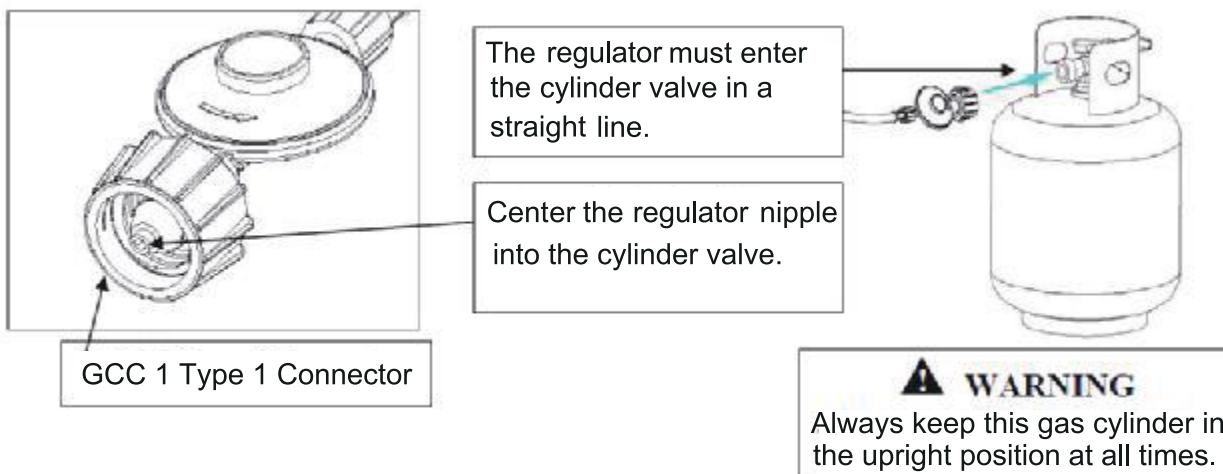 The regulator must enter
the cylinder valve in a
straight line.
Center the regulator nipple
into the cylinder valve.
GCC 1 Type 1 Connector
WARNING
Always keep this gas cylinder in
the upright position at all times.